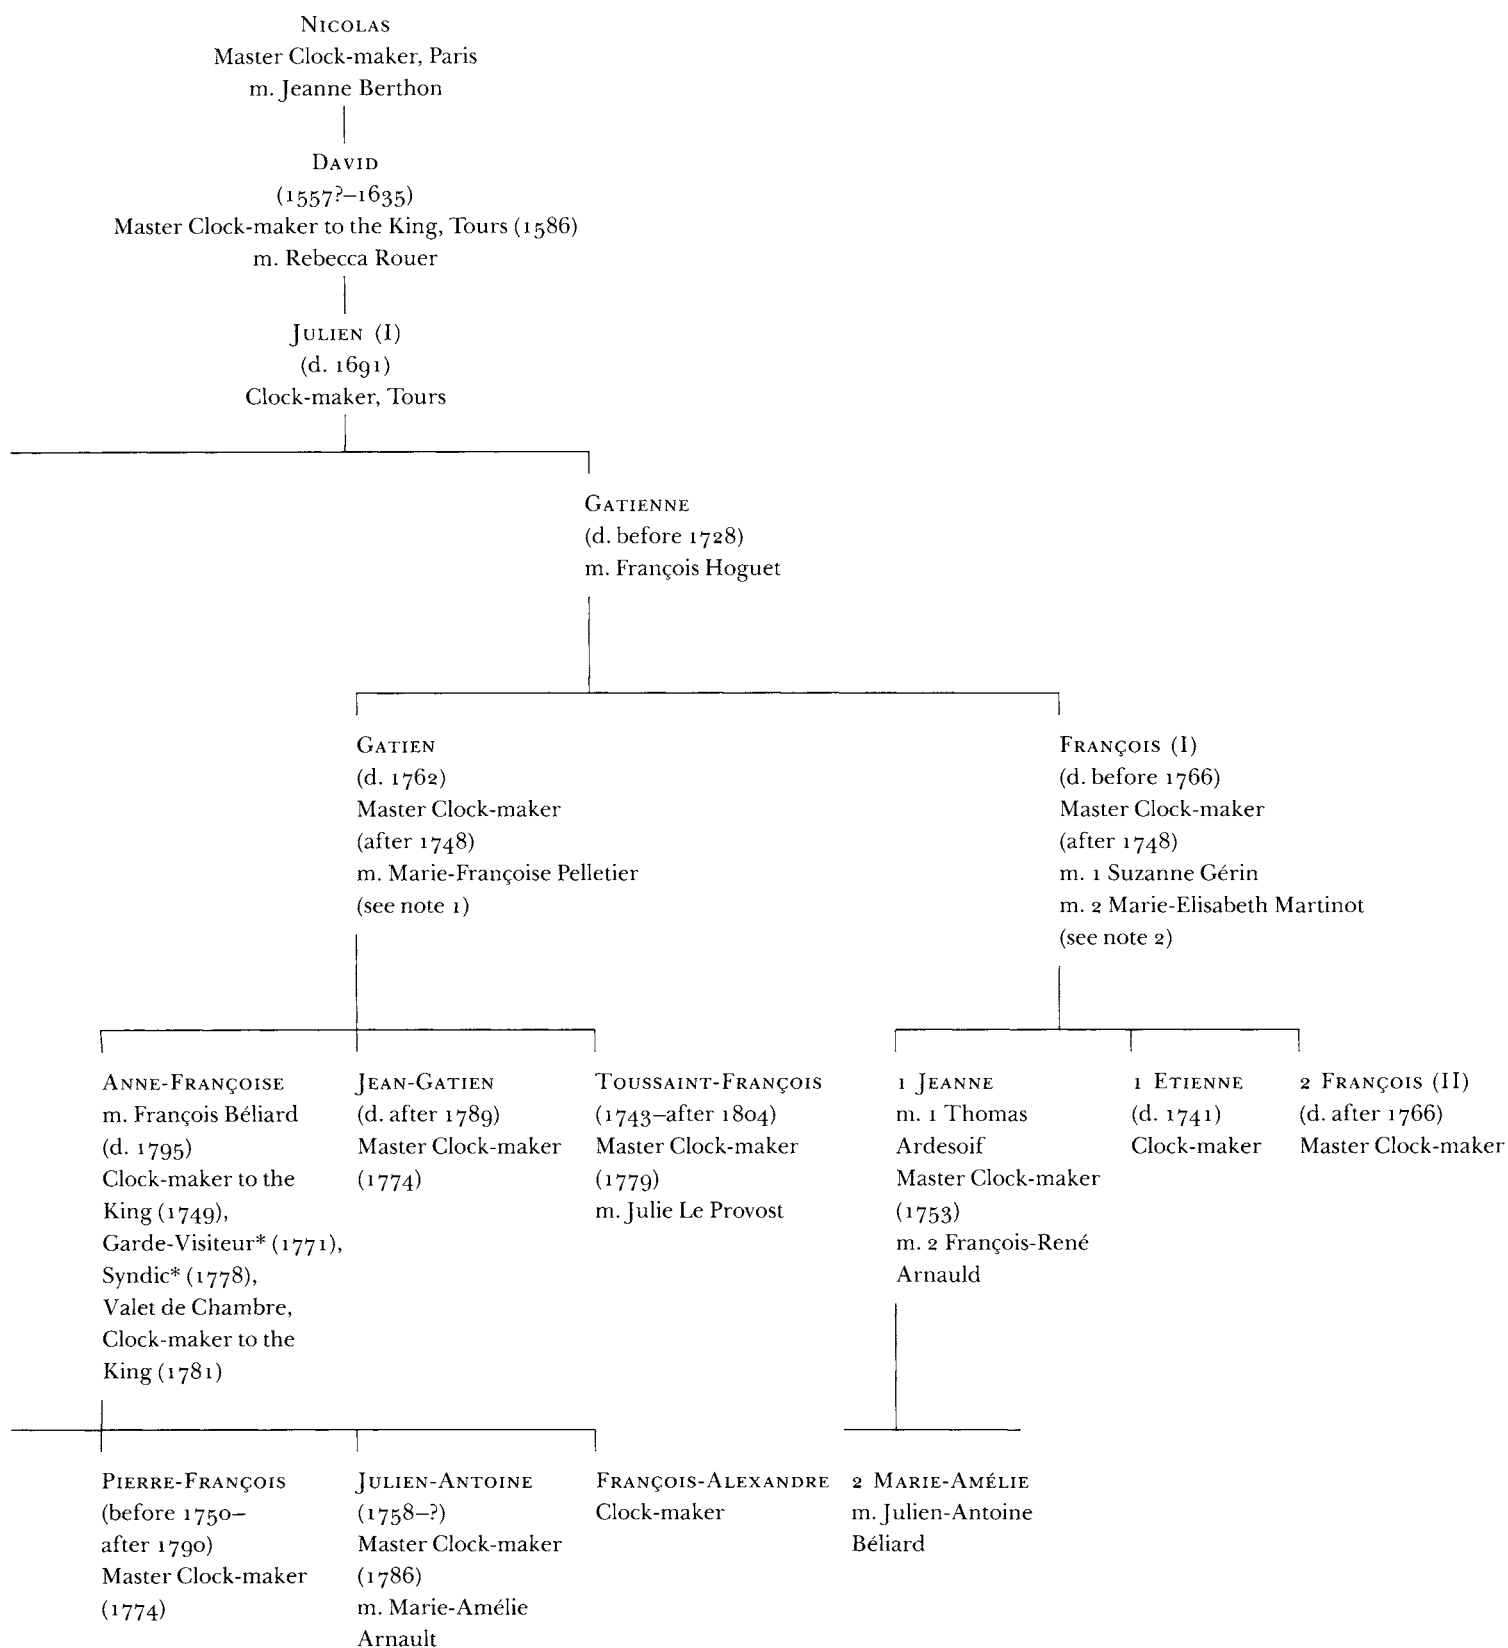 NICOLAS
Master Clock-maker, Paris
m. Jeanne Berthon
DAVID
(1557?–1635)
Master Clock-maker to the King, Tours (1586)
m. Rebecca Rouer
JULIEN (I)
(d. 1691)
Clock-maker, Tours
GATIENNE
(d. before 1728)
m. François Hoguet
GATIEN
(d. 1762)
Master Clock-maker
(after 1748)
m. Marie-Françoise Pelletier
(see note 1)
FRANÇOIS (I)
(d. before 1766)
Master Clock-maker
(after 1748)
m. 1 Suzanne Gérin
m. 2 Marie-Elisabeth Martinot
(see note 2)
ANNE-FRANÇOISE
m. François Béliard
(d. 1795)
Clock-maker to the
King (1749),
Garde-Visiteur* (1771),
Syndic* (1778),
Valet de Chambre,
Clock-maker to the
King (1781)
JEAN-GATIEN
(d. after 1789)
Master Clock-maker
(1774)
TOUSSAINT-FRANÇOIS
(1743–after 1804)
Master Clock-maker
(1779)
m. Julie Le Provost
1 JEANNE
m. 1 Thomas
Ardesoif
Master Clock-maker
(1753)
m. 2 François-René
Arnauld
1 ETIENNE
(d. 1741)
Clock-maker
2 FRANÇOIS (II)
(d. after 1766)
Master Clock-maker
PIERRE-FRANÇOIS
(before 1750–
after 1790)
Master Clock-maker
(1774)
JULIEN-ANTOINE
(1758–?)
Master Clock-maker
(1786)
m. Marie-Amélie
Arnault
FRANÇOIS-ALEXANDRE
Clock-maker
2 MARIE-AMÉLIE
m. Julien-Antoine
Béliard